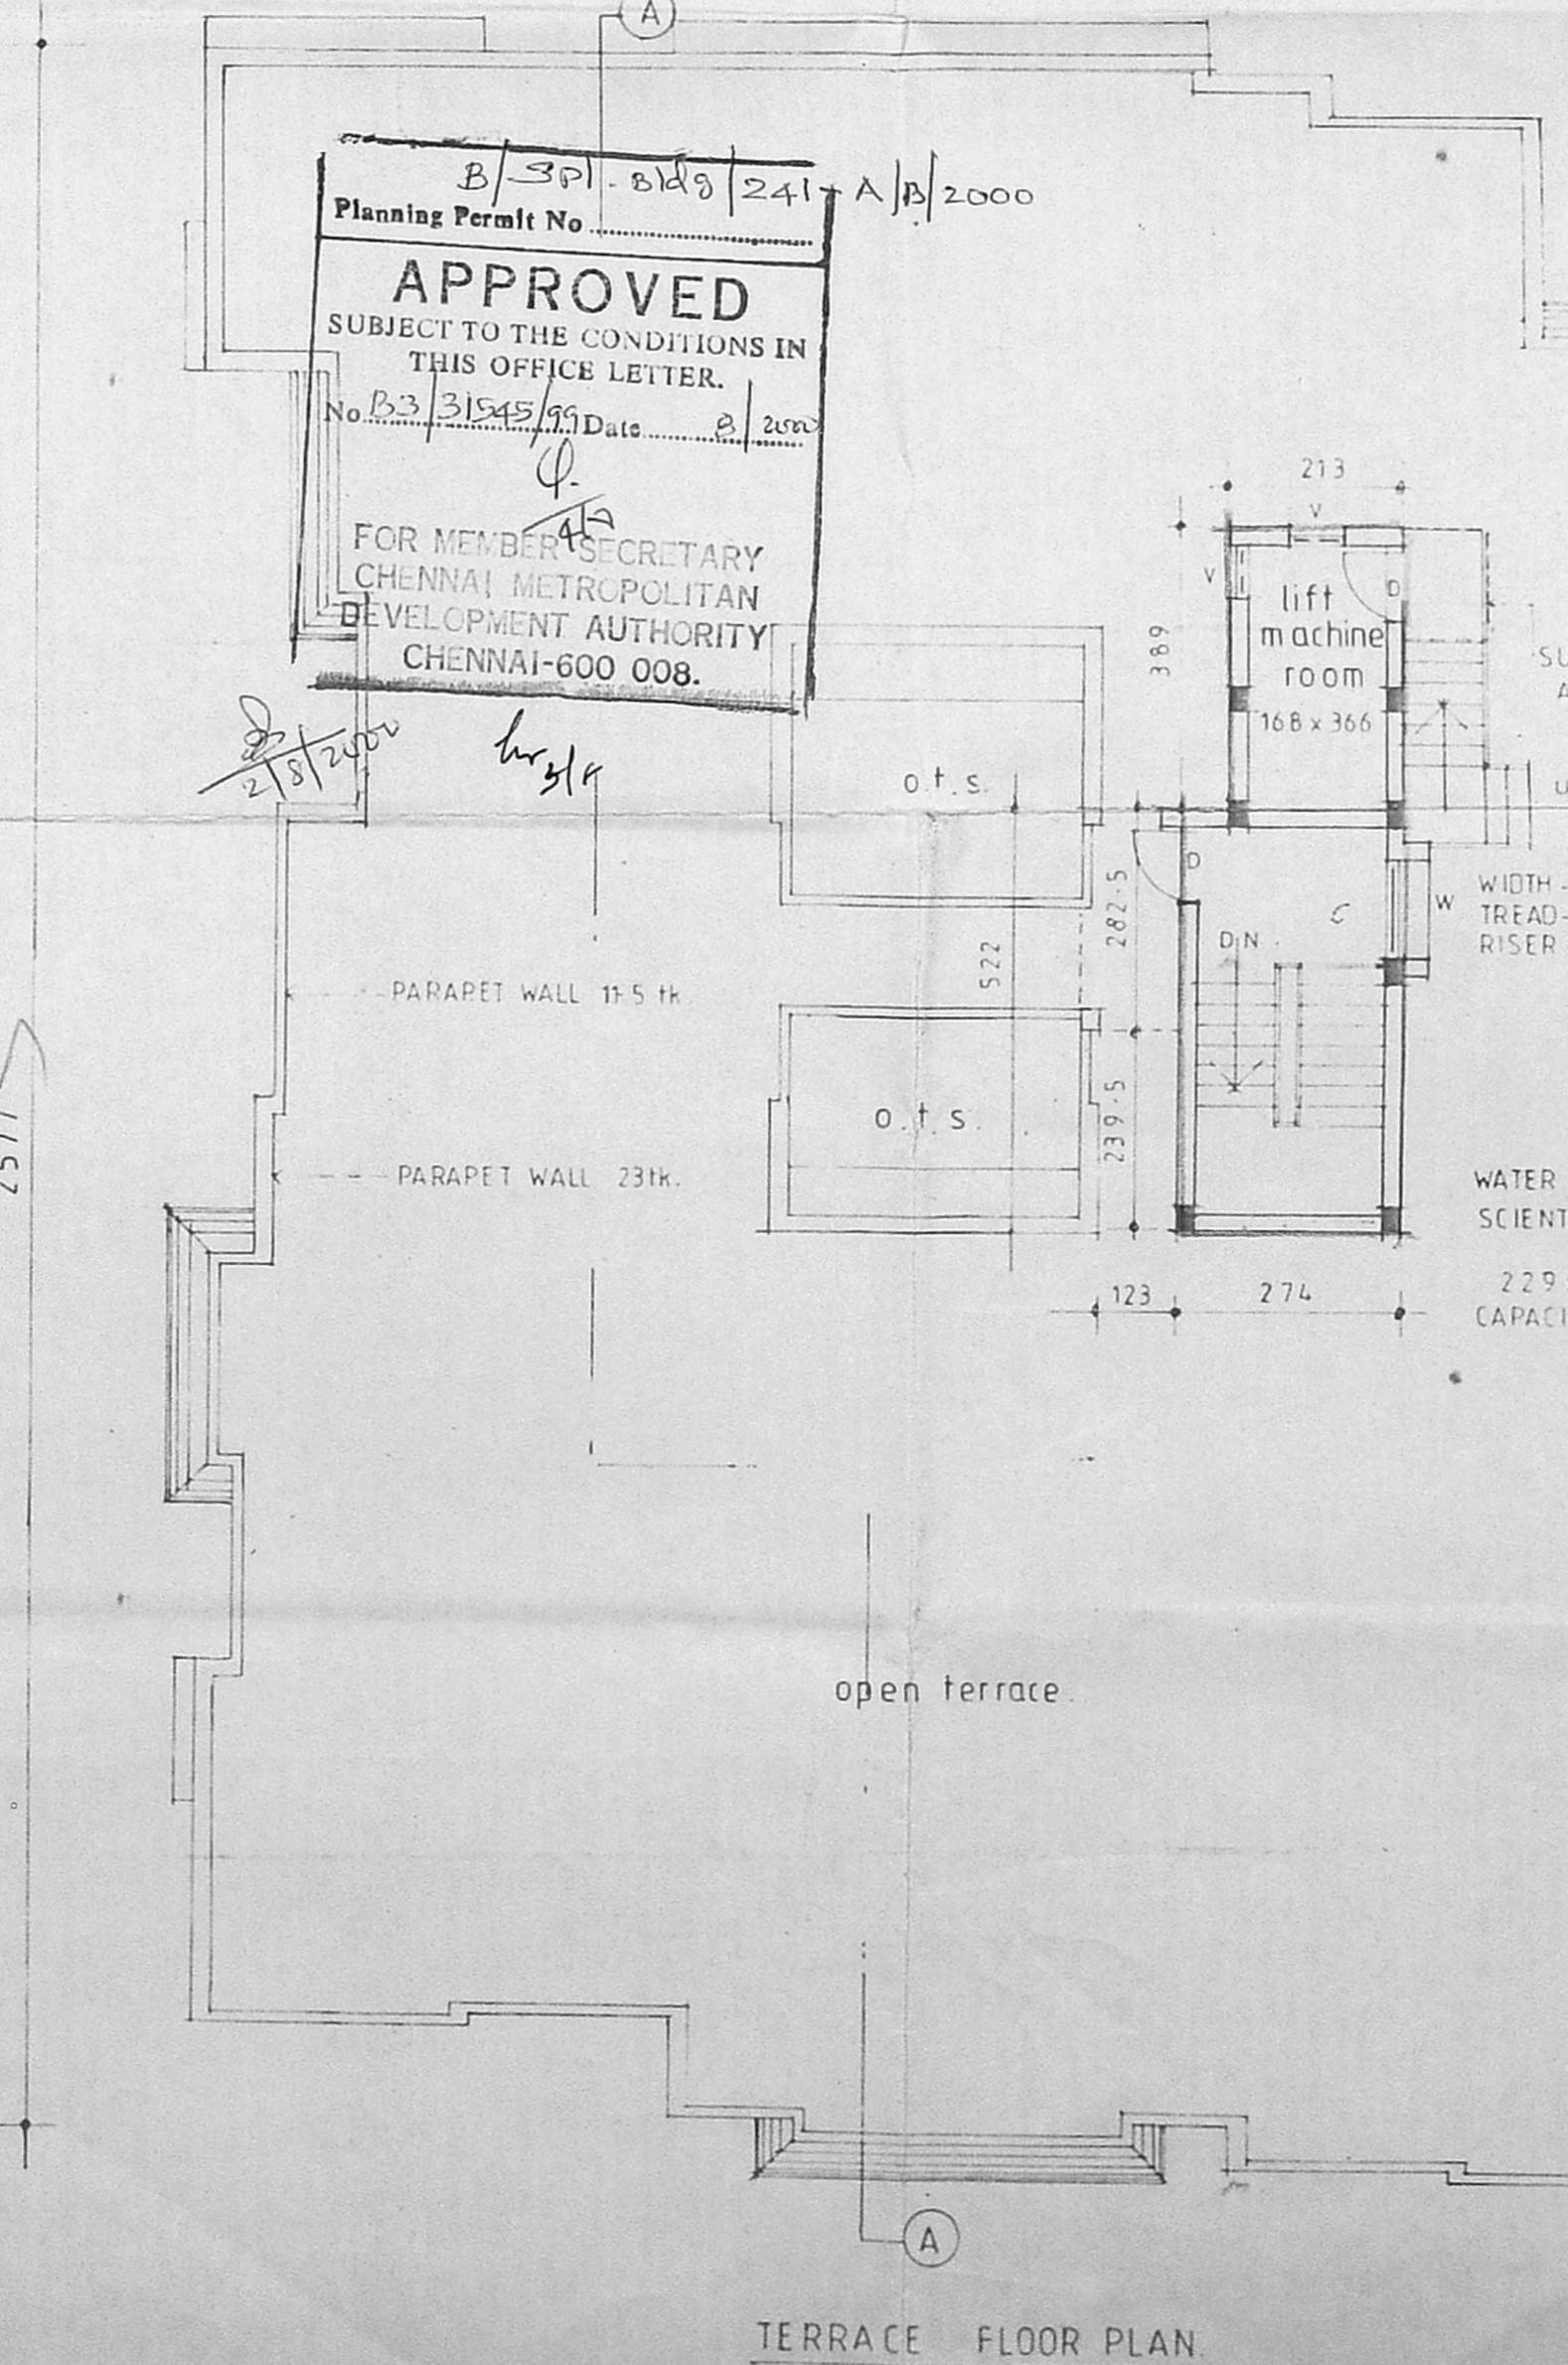 A
B/Spl. Bldg/241 A/B/2000
Planning Permit No
APPROVED
SUBJECT TO THE CONDITIONS IN
THIS OFFICE LETTER.
No B3/31545/99 Date 8/2000
FOR MEMBER SECRETARY
CHENNAI METROPOLITAN
DEVELOPMENT AUTHORITY
CHENNAI-600 008.
2/8/2000
213
V
V
D
lift
machine
room
168 x 366
389
SU
A
o.t.s.
U
D
W
WIDTH-
TREAD-
RISER
DN
282.5
522
PARAPET WALL 11.5 tk
o.t.s.
239.5
PARAPET WALL 23tk.
WATER
SCIENT
229
CAPACI
123
274
2577
open terrace.
A
TERRACE FLOOR PLAN.